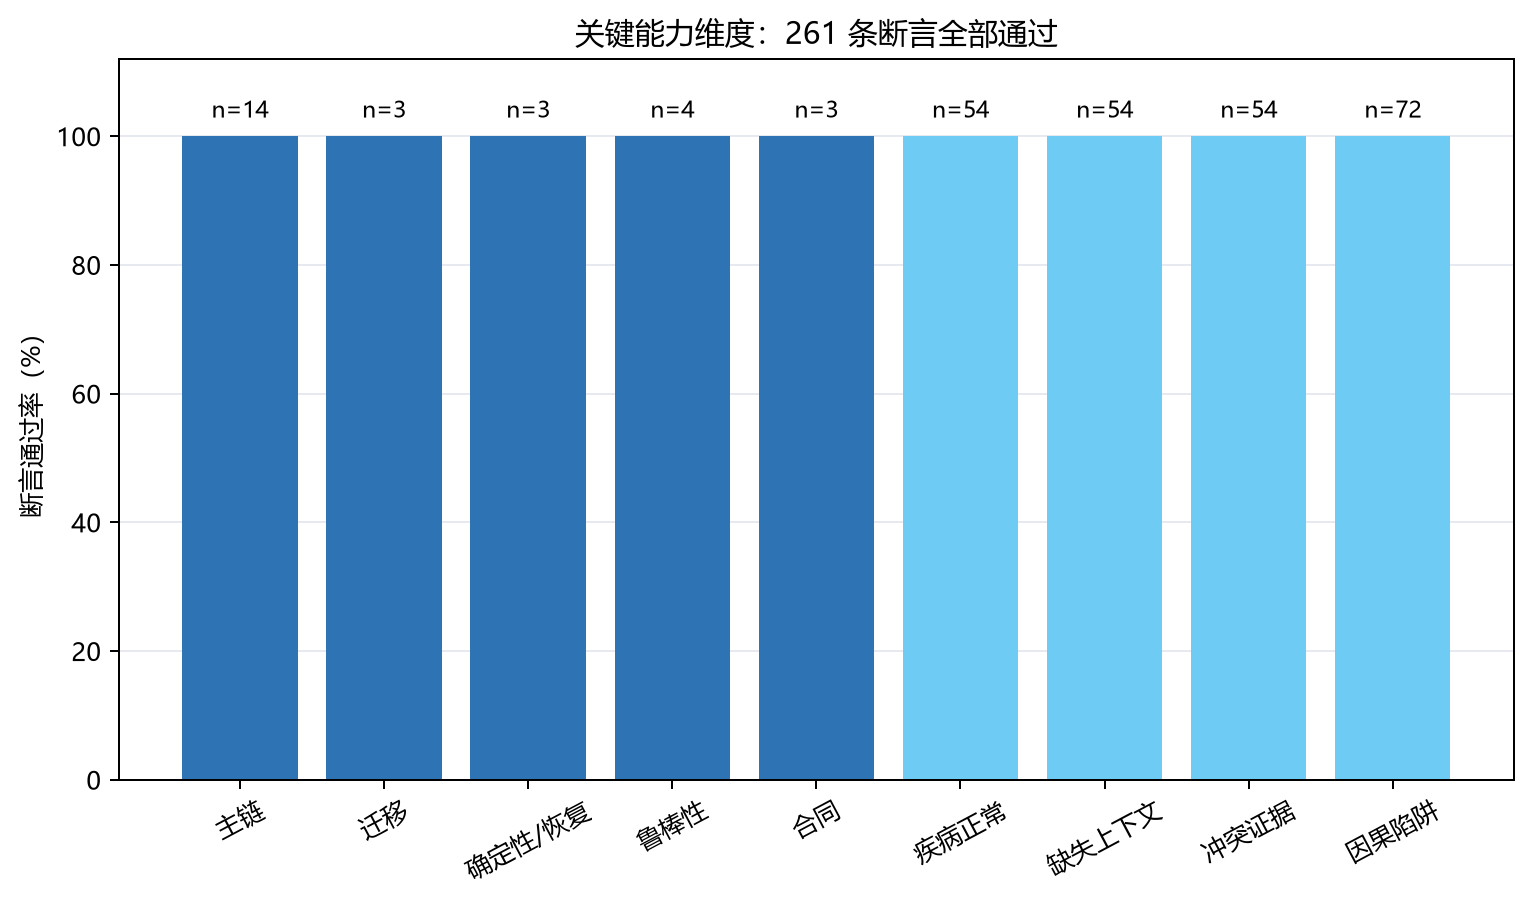 关键能力维度：261 条断言全部通过
n=14 n=3 n=3 n=4 n=3 n=54 n=54 n=54 n=72
100
80
60
40
20
0
断言通过率（%）
主链 迁移 确定性/恢复 鲁棒性 合同 疾病正常 缺失上下文 冲突证据 因果陷阱